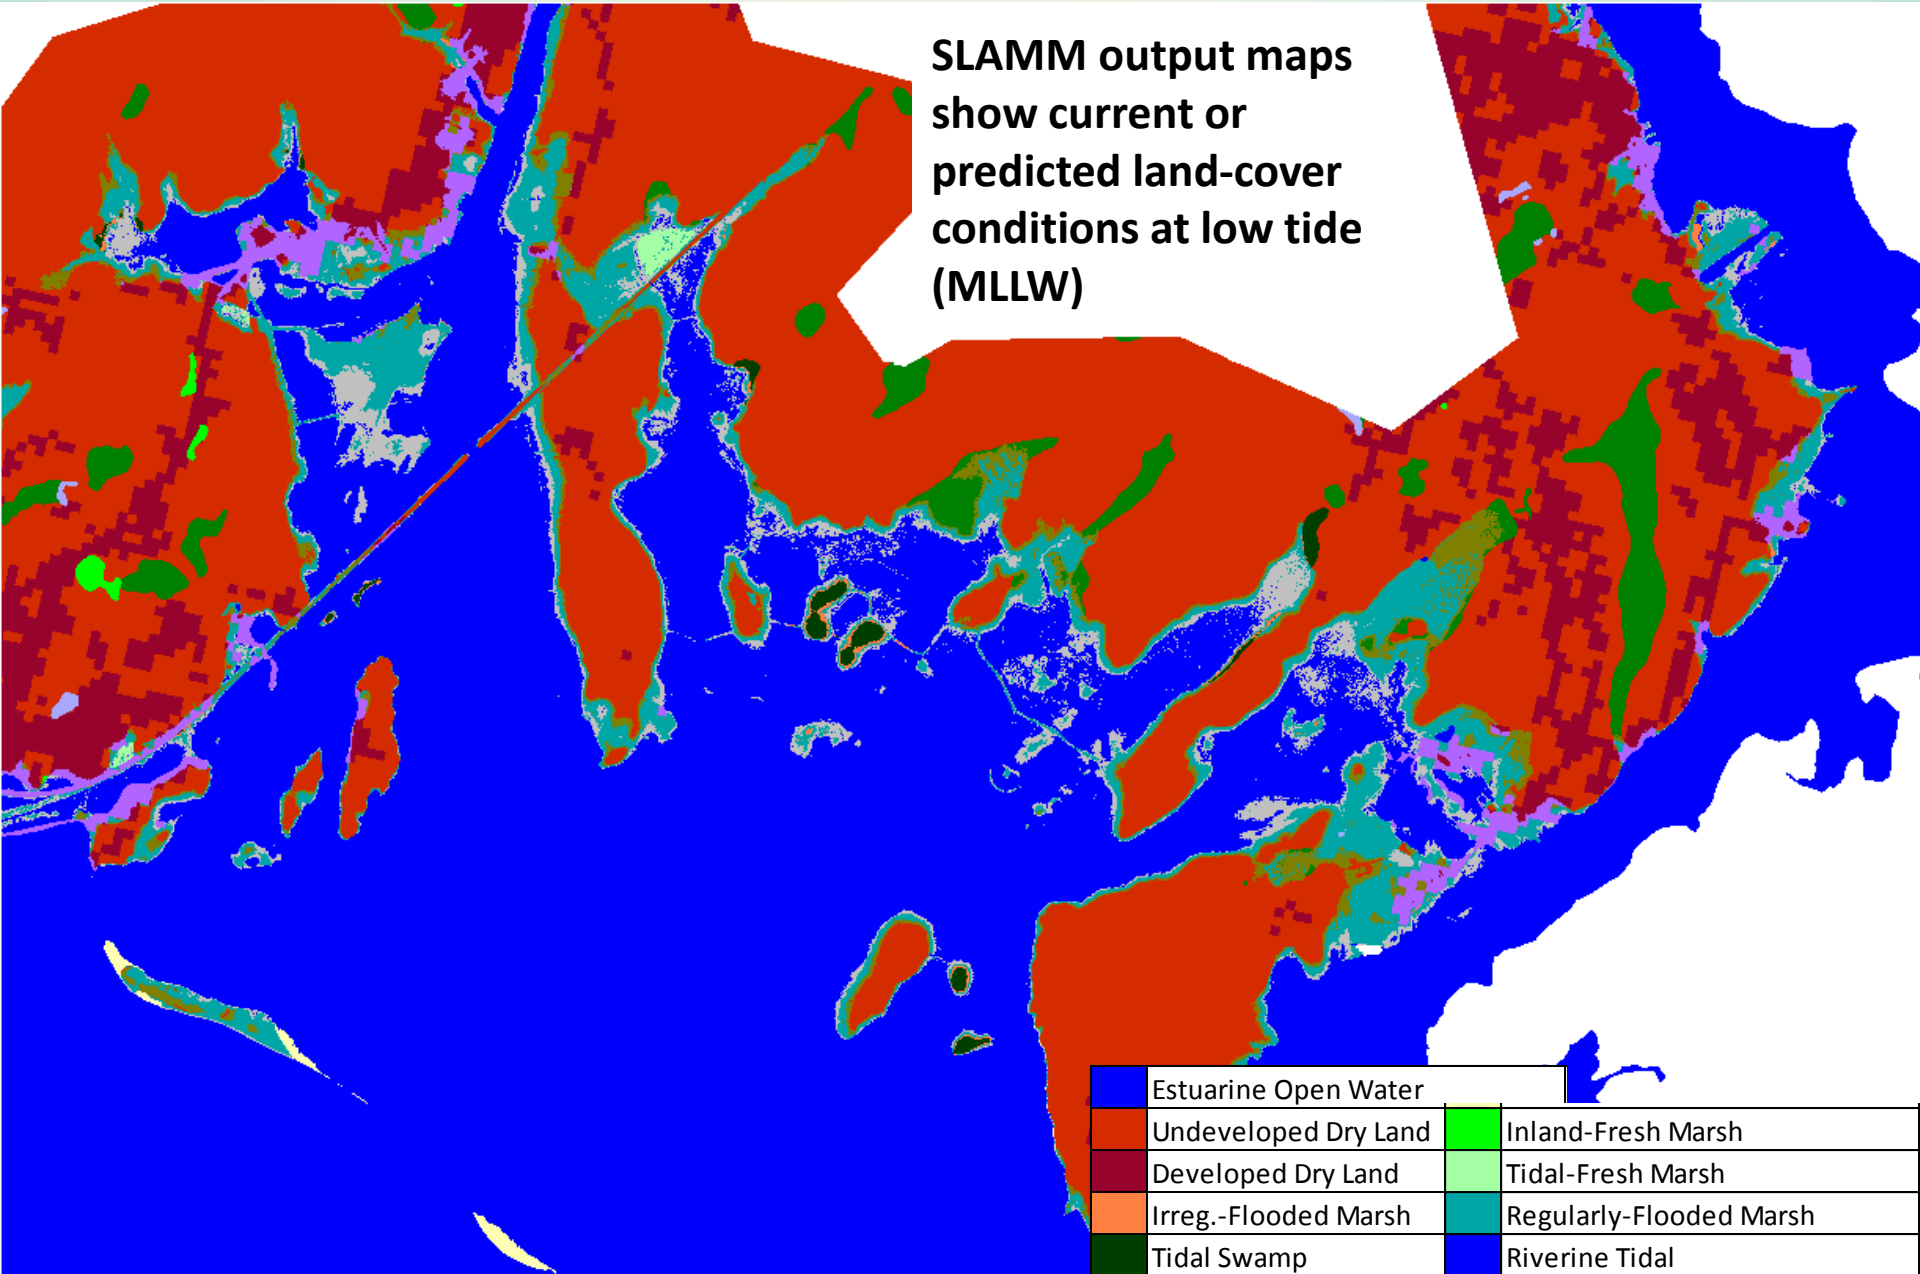 SLAMM output maps
show current or
predicted land-cover
conditions at low tide
(MLLW)
Estuarine Open Water
Undeveloped Dry Land
Inland-Fresh Marsh
Developed Dry Land
Tidal-Fresh Marsh
Irreg.-Flooded Marsh
Regularly-Flooded Marsh
Tidal Swamp
Riverine Tidal